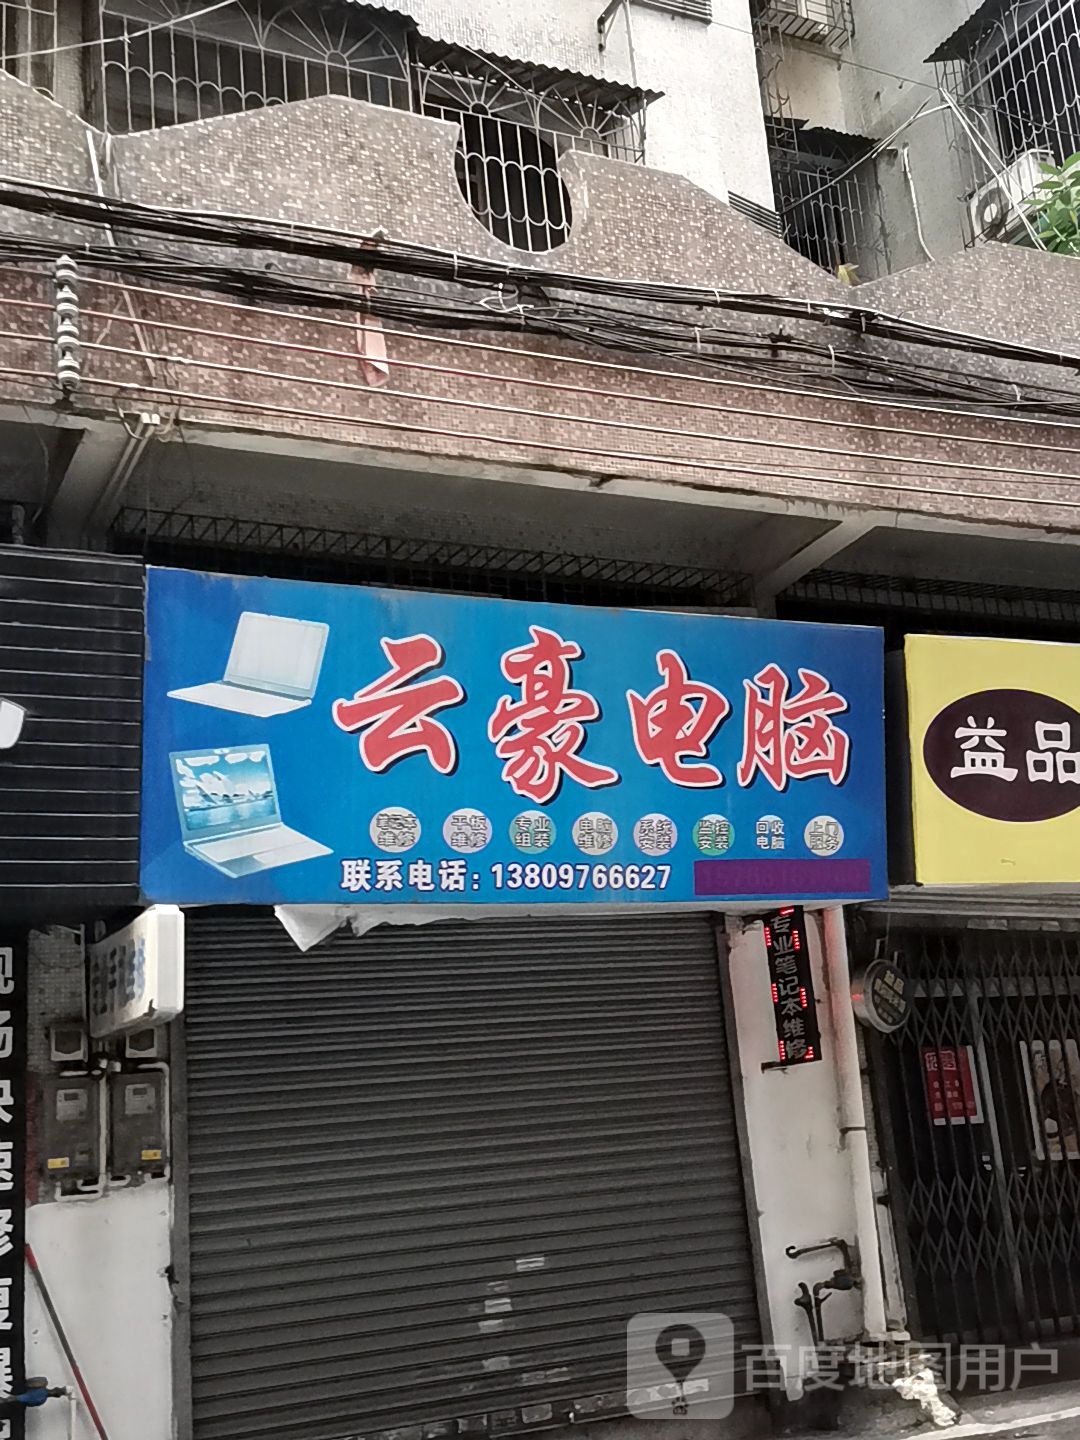 云豪电脑
笔记本维修 平板维修 专业组装 电脑维修 系统安装 监控安装 回收电脑 上门服务
联系电话：13809766627
益品
专业笔记本维修
百度地图用户